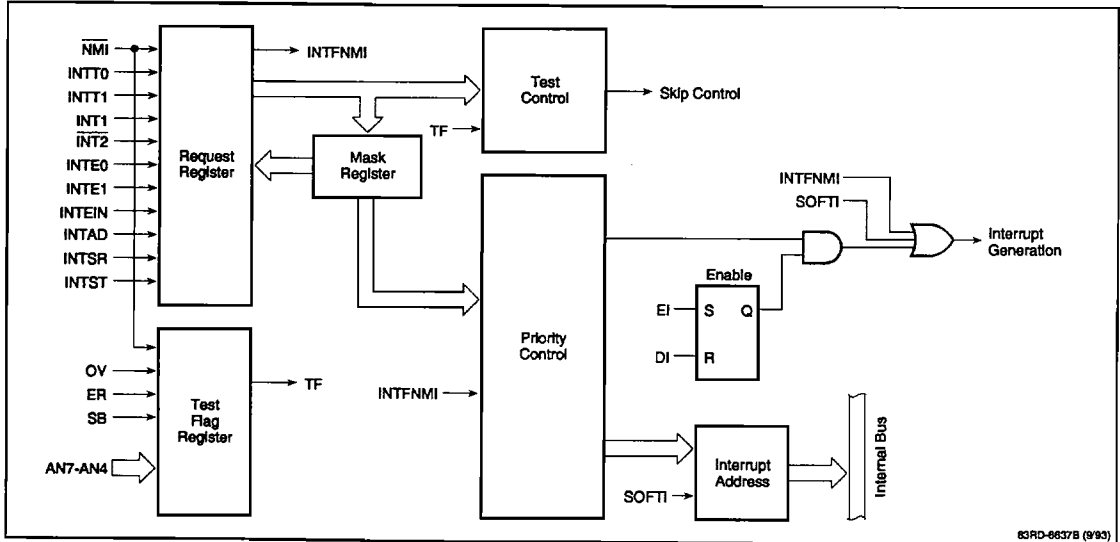 NMI
INTT0
INTT1
INT1
INT2
INTE0
INTE1
INTEIN
INTAD
INTSR
INTST
Request
Register
INTFNMI
Mask
Register
TF
Test
Control
Skip Control
OV
ER
SB
AN7-AN4
Test
Flag
Register
TF
INTFNMI
Priority
Control
INTFNMI
SOFTI
Interrupt
Generation
Enable
EI
S
Q
DI
R
SOFTI
Interrupt
Address
Internal Bus
83RD-6637B (9/93)